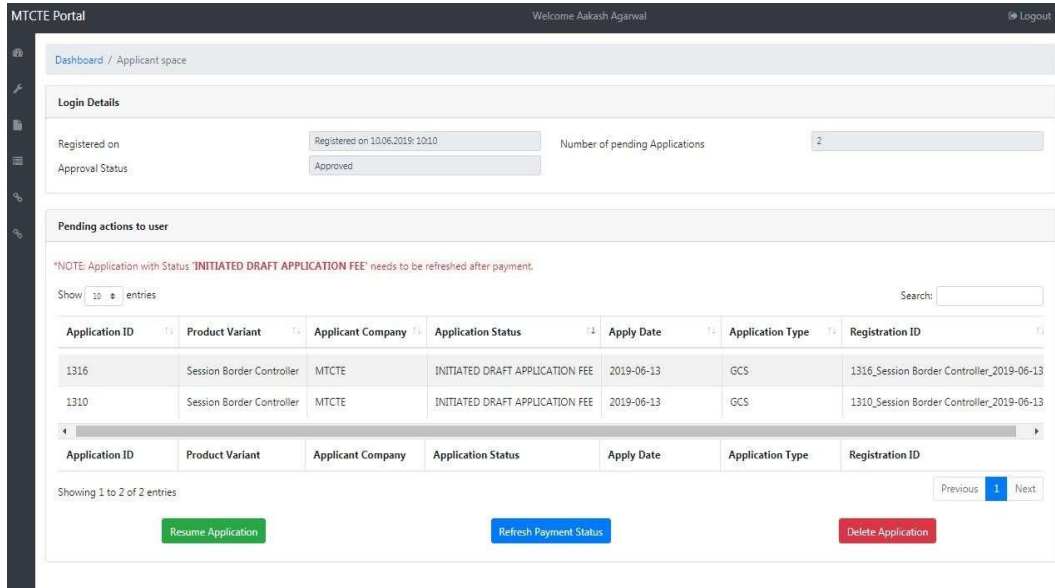 MTCTE Portal Welcome Aakash Agarwal Logout
Dashboard / Applicant space
Login Details
Registered on Registered on 10.06.2019: 10:10 Number of pending Applications 2
Approval Status Approved
Pending actions to user
*NOTE: Application with Status 'INITIATED DRAFT APPLICATION FEE' needs to be refreshed after payment.
Show 10 entries Search:
Application ID Product Variant Applicant Company Application Status Apply Date Application Type Registration ID
1316 Session Border Controller MTCTE INITIATED DRAFT APPLICATION FEE 2019-06-13 GCS 1316_Session Border Controller_2019-06-13
1310 Session Border Controller MTCTE INITIATED DRAFT APPLICATION FEE 2019-06-13 GCS 1310_Session Border Controller_2019-06-13
Application ID Product Variant Applicant Company Application Status Apply Date Application Type Registration ID
Showing 1 to 2 of 2 entries Previous 1 Next
Resume Application Refresh Payment Status Delete Application